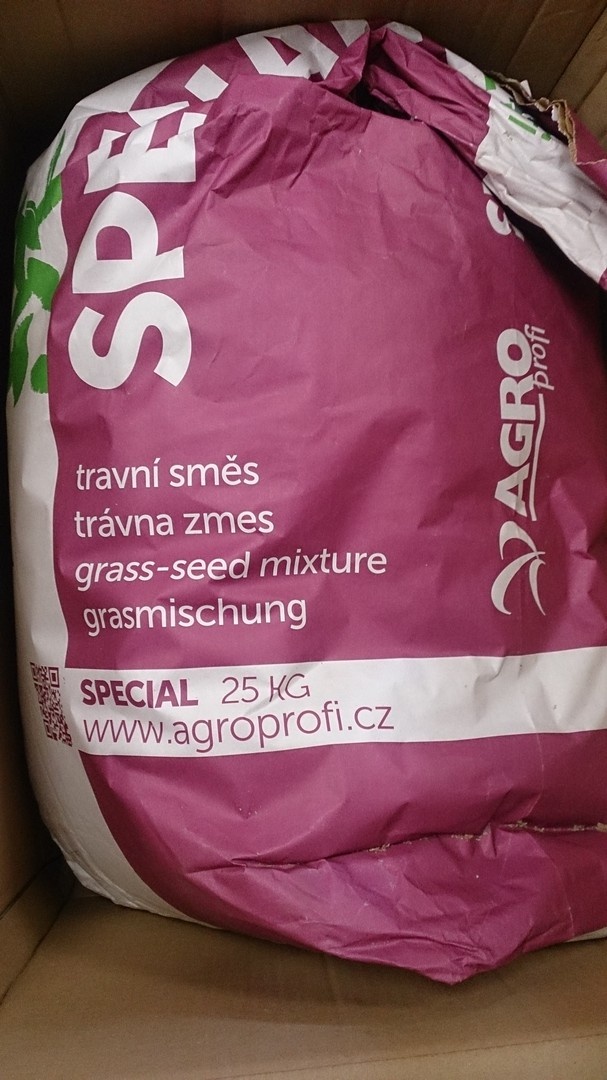 travní směs
trávna zmes
grass-seed mixture
grasmischung
SPECIAL 25 KG
www.agroprofi.cz
AGRO
profi